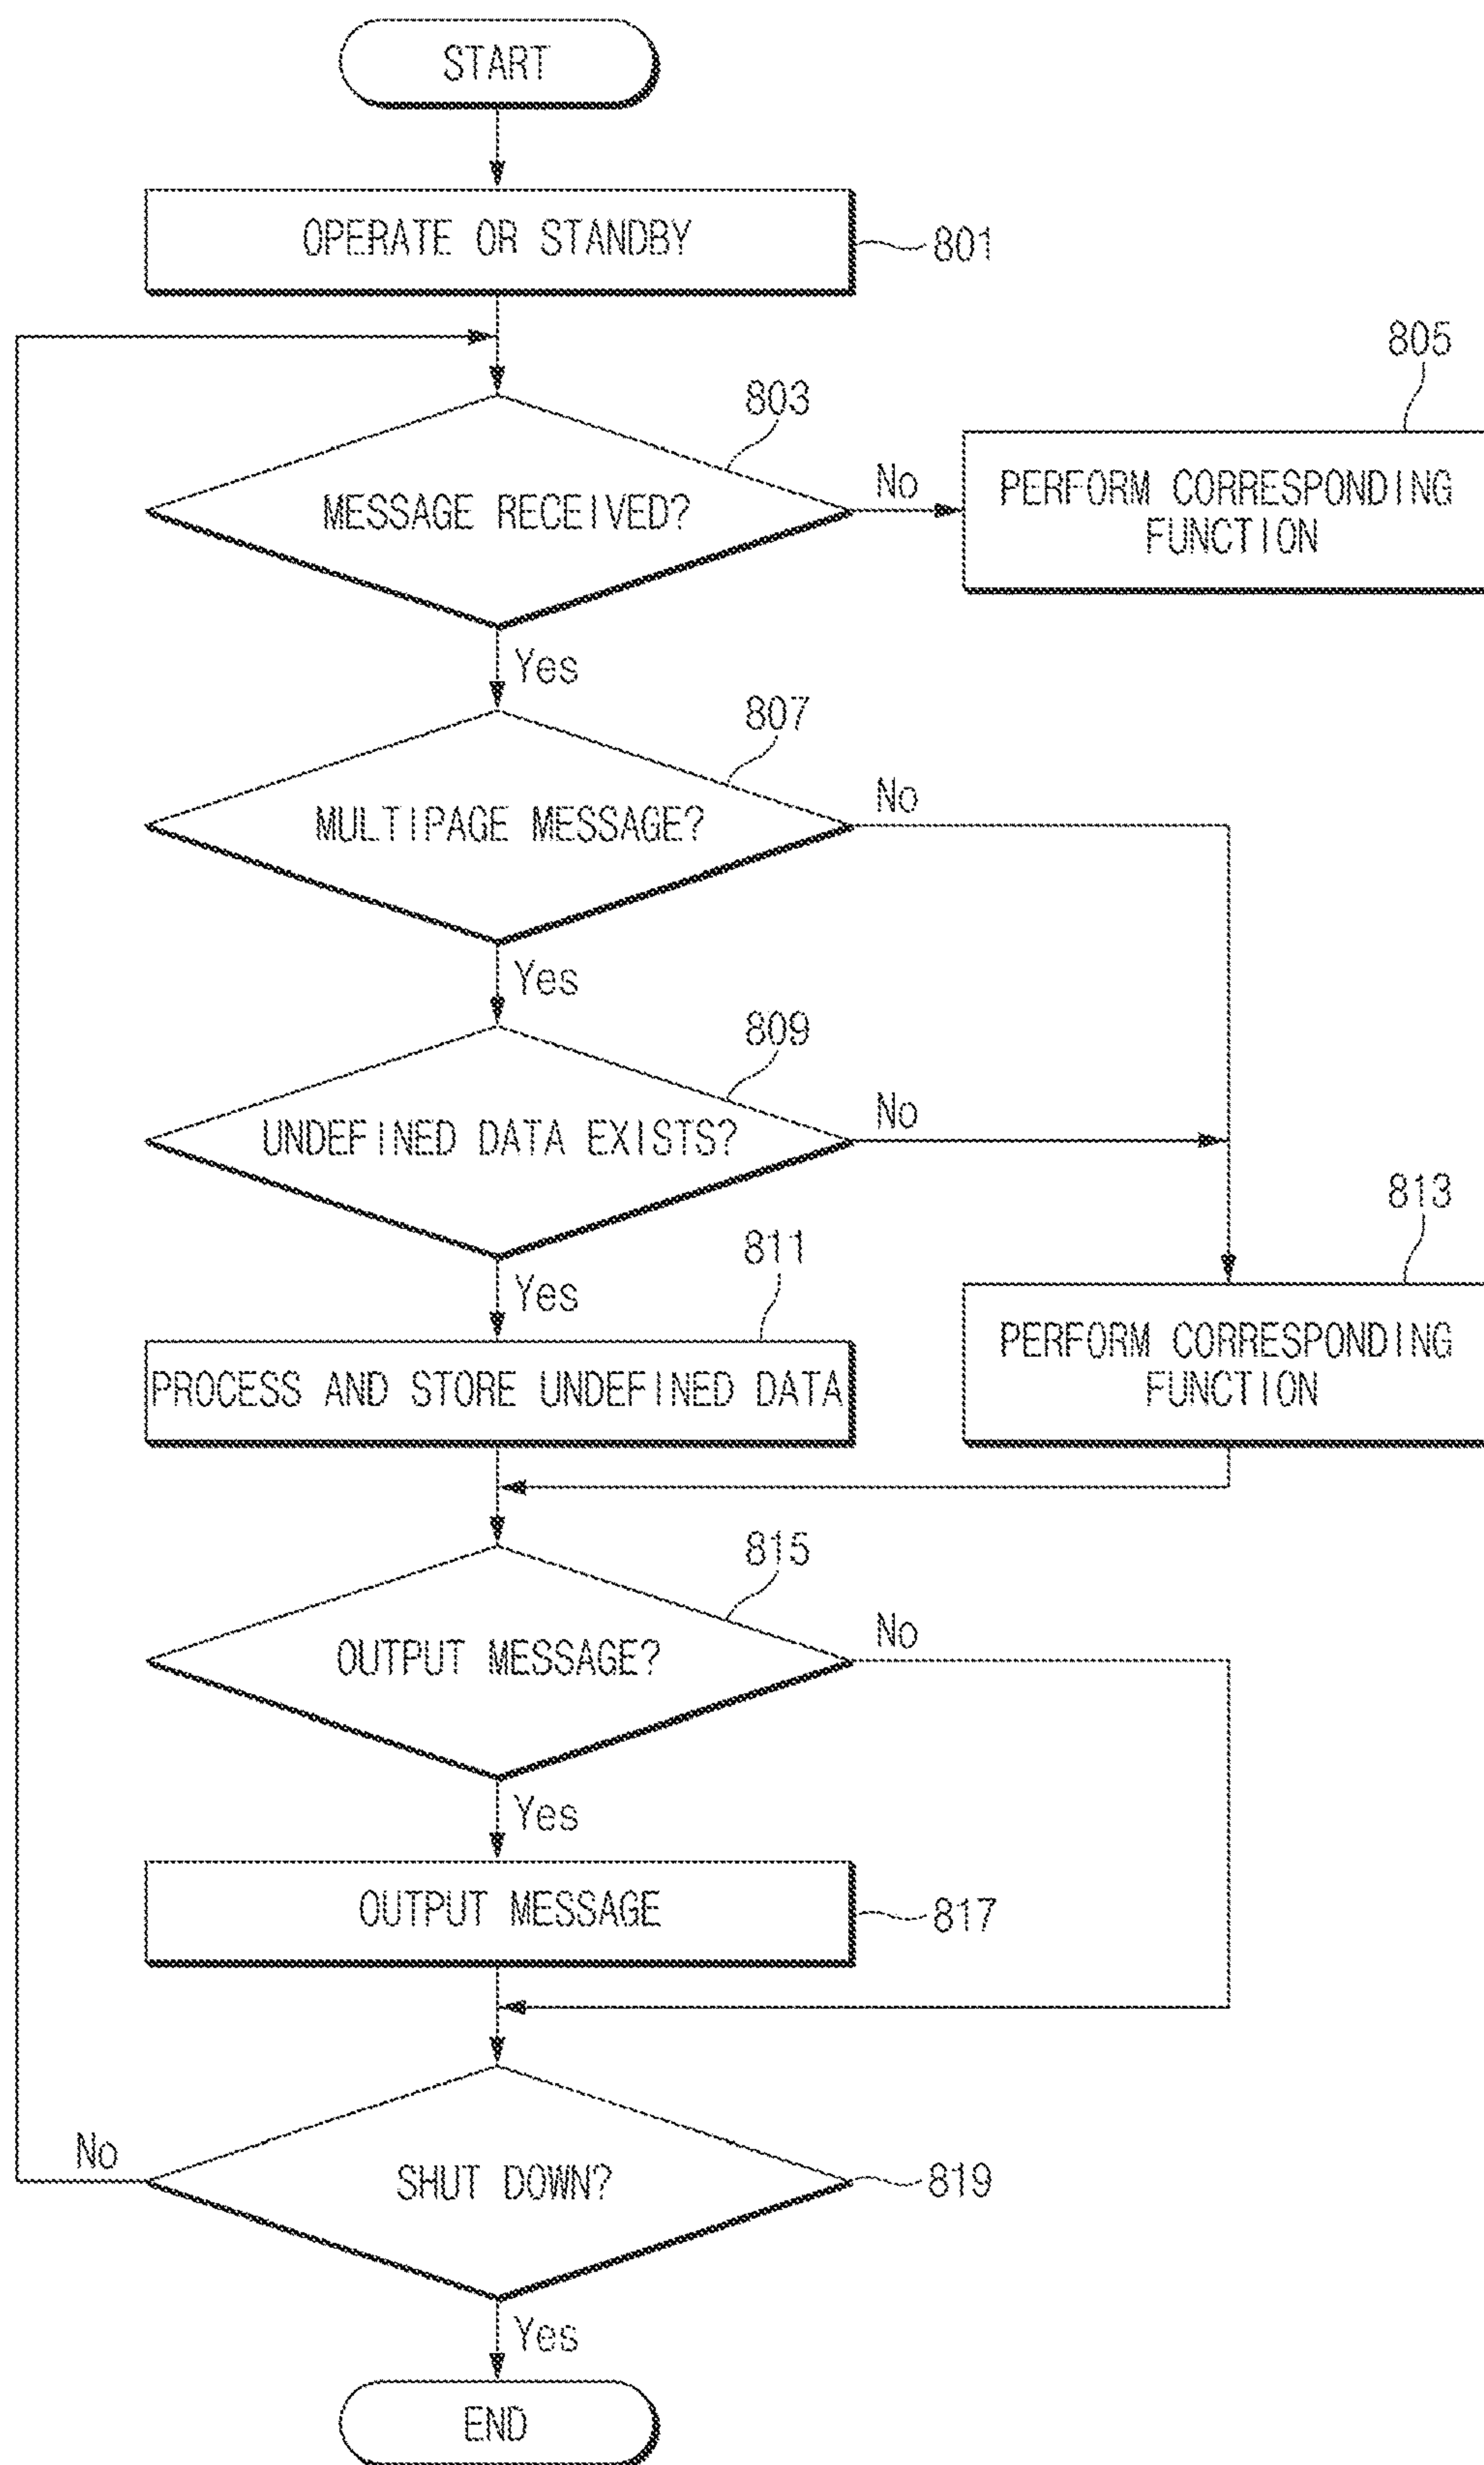 START
OPERATE OR STANDBY
801
805
803
No
PERFORM CORRESPONDING
FUNCTION
MESSAGE RECEIVED?
Yes
807
No
MULTIPAGE MESSAGE?
Yes
809
No
UNDEFINED DATA EXISTS?
813
811
Yes
PERFORM CORRESPONDING
FUNCTION
PROCESS AND STORE UNDEFINED DATA
815
No
OUTPUT MESSAGE?
Yes
OUTPUT MESSAGE
817
No
SHUT DOWN?
819
Yes
END